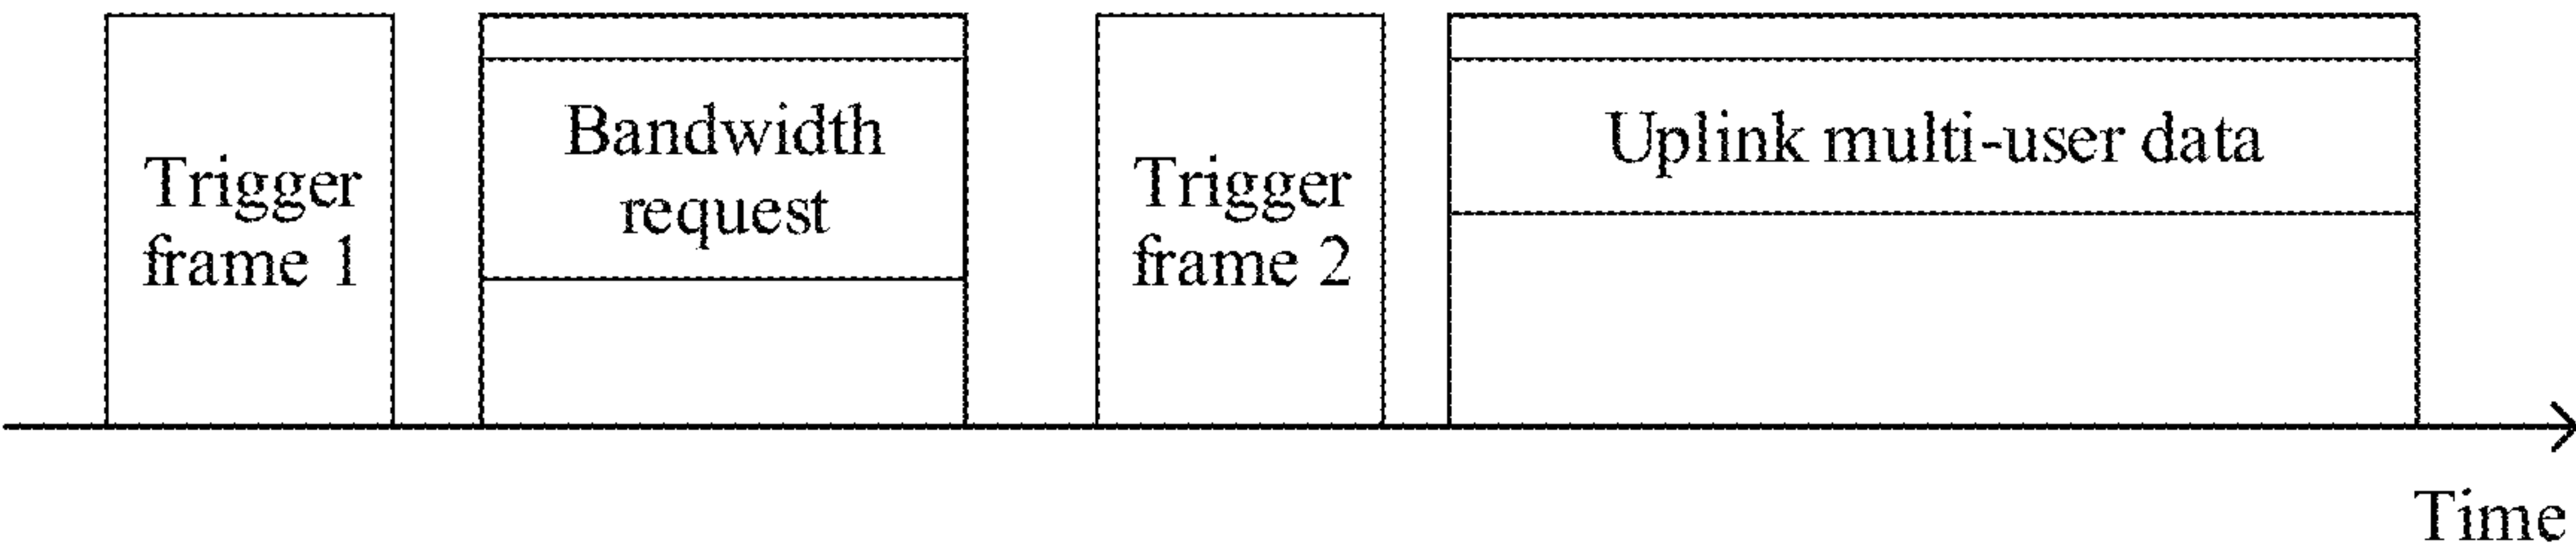 Trigger
frame 1
Bandwidth
request
Trigger
frame 2
Uplink multi-user data
Time